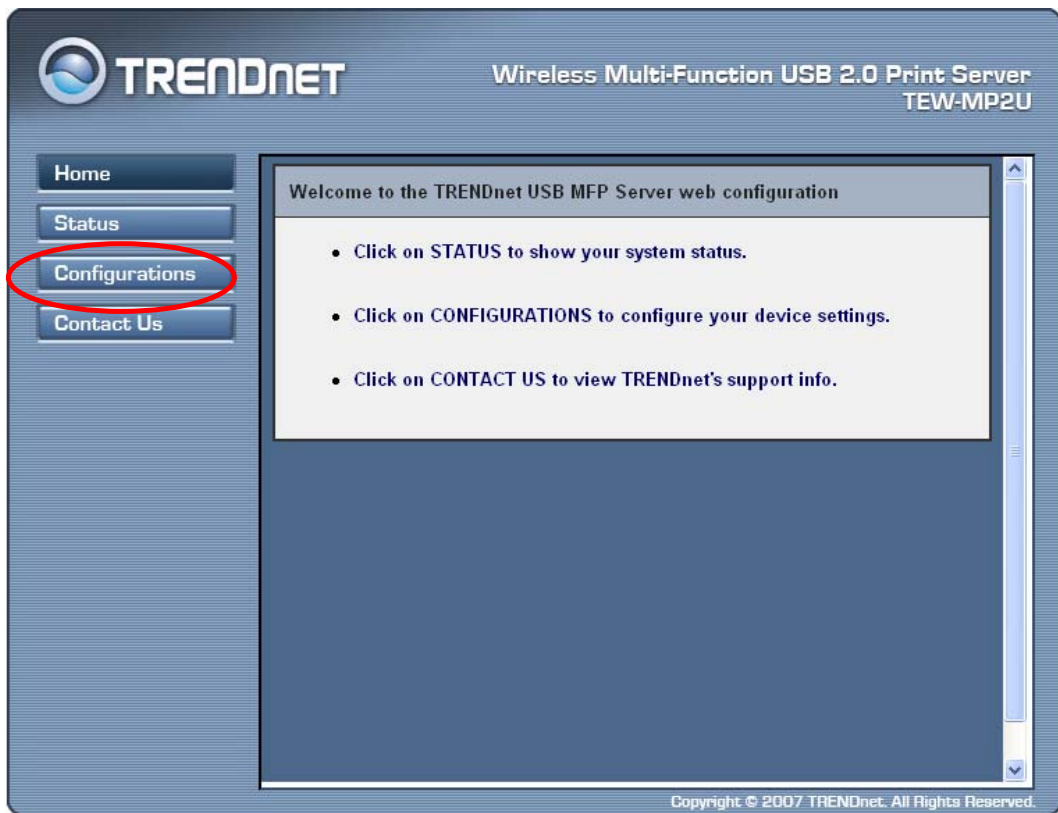 TRENDNET
Wireless Multi-Function USB 2.0 Print Server
TEW-MP2U
Home
Status
Configurations
Contact Us
Welcome to the TRENDnet USB MFP Server web configuration
• Click on STATUS to show your system status.
• Click on CONFIGURATIONS to configure your device settings.
• Click on CONTACT US to view TRENDnet's support info.
Copyright © 2007 TRENDnet. All Rights Reserved.